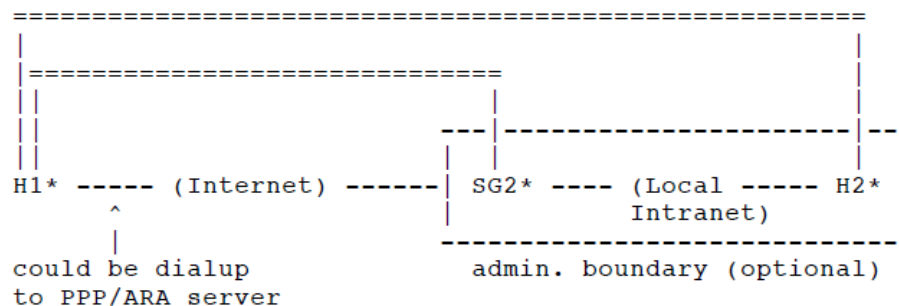 H1* ----- (Internet) ------| SG2* ---- (Local ----- H2*
^ | Intranet)
could be dialup admin. boundary (optional)
to PPP/ARA server